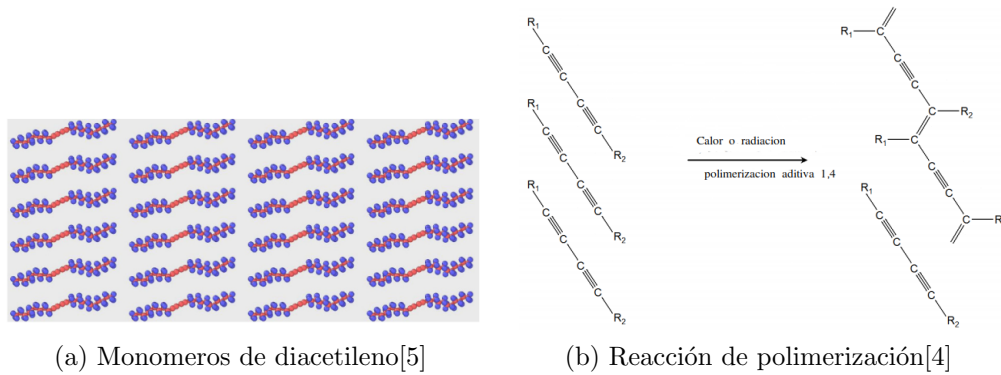 R1
C
C
C
C
R1
R2
C
C
C
C
R1
R2
C
C
C
C
R2
Calor o radiacion
polimerizacion aditiva 1,4
R1
C
C
C
C
R2
R1
C
C
C
R1
C
C
R
C
C
R2
(a) Monomeros de diacetileno[5]
(b) Reacción de polimerización[4]